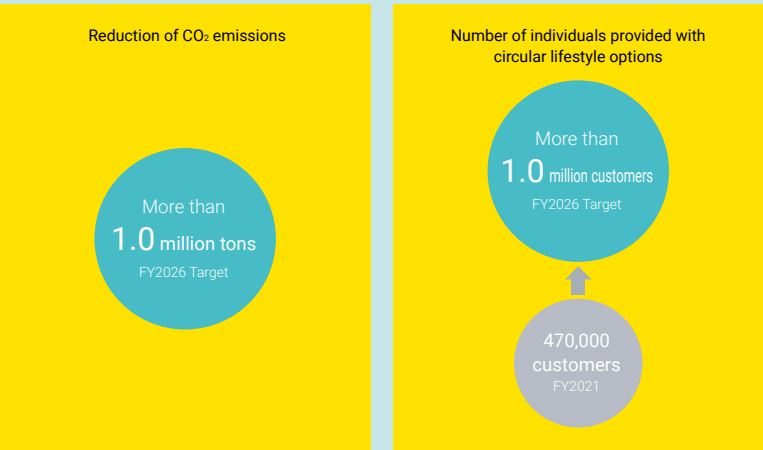 Reduction of CO₂ emissions
More than
1.0 million tons
FY2026 Target
Number of individuals provided with
circular lifestyle options
More than
1.0 million customers
FY2026 Target
470,000
customers
FY2021